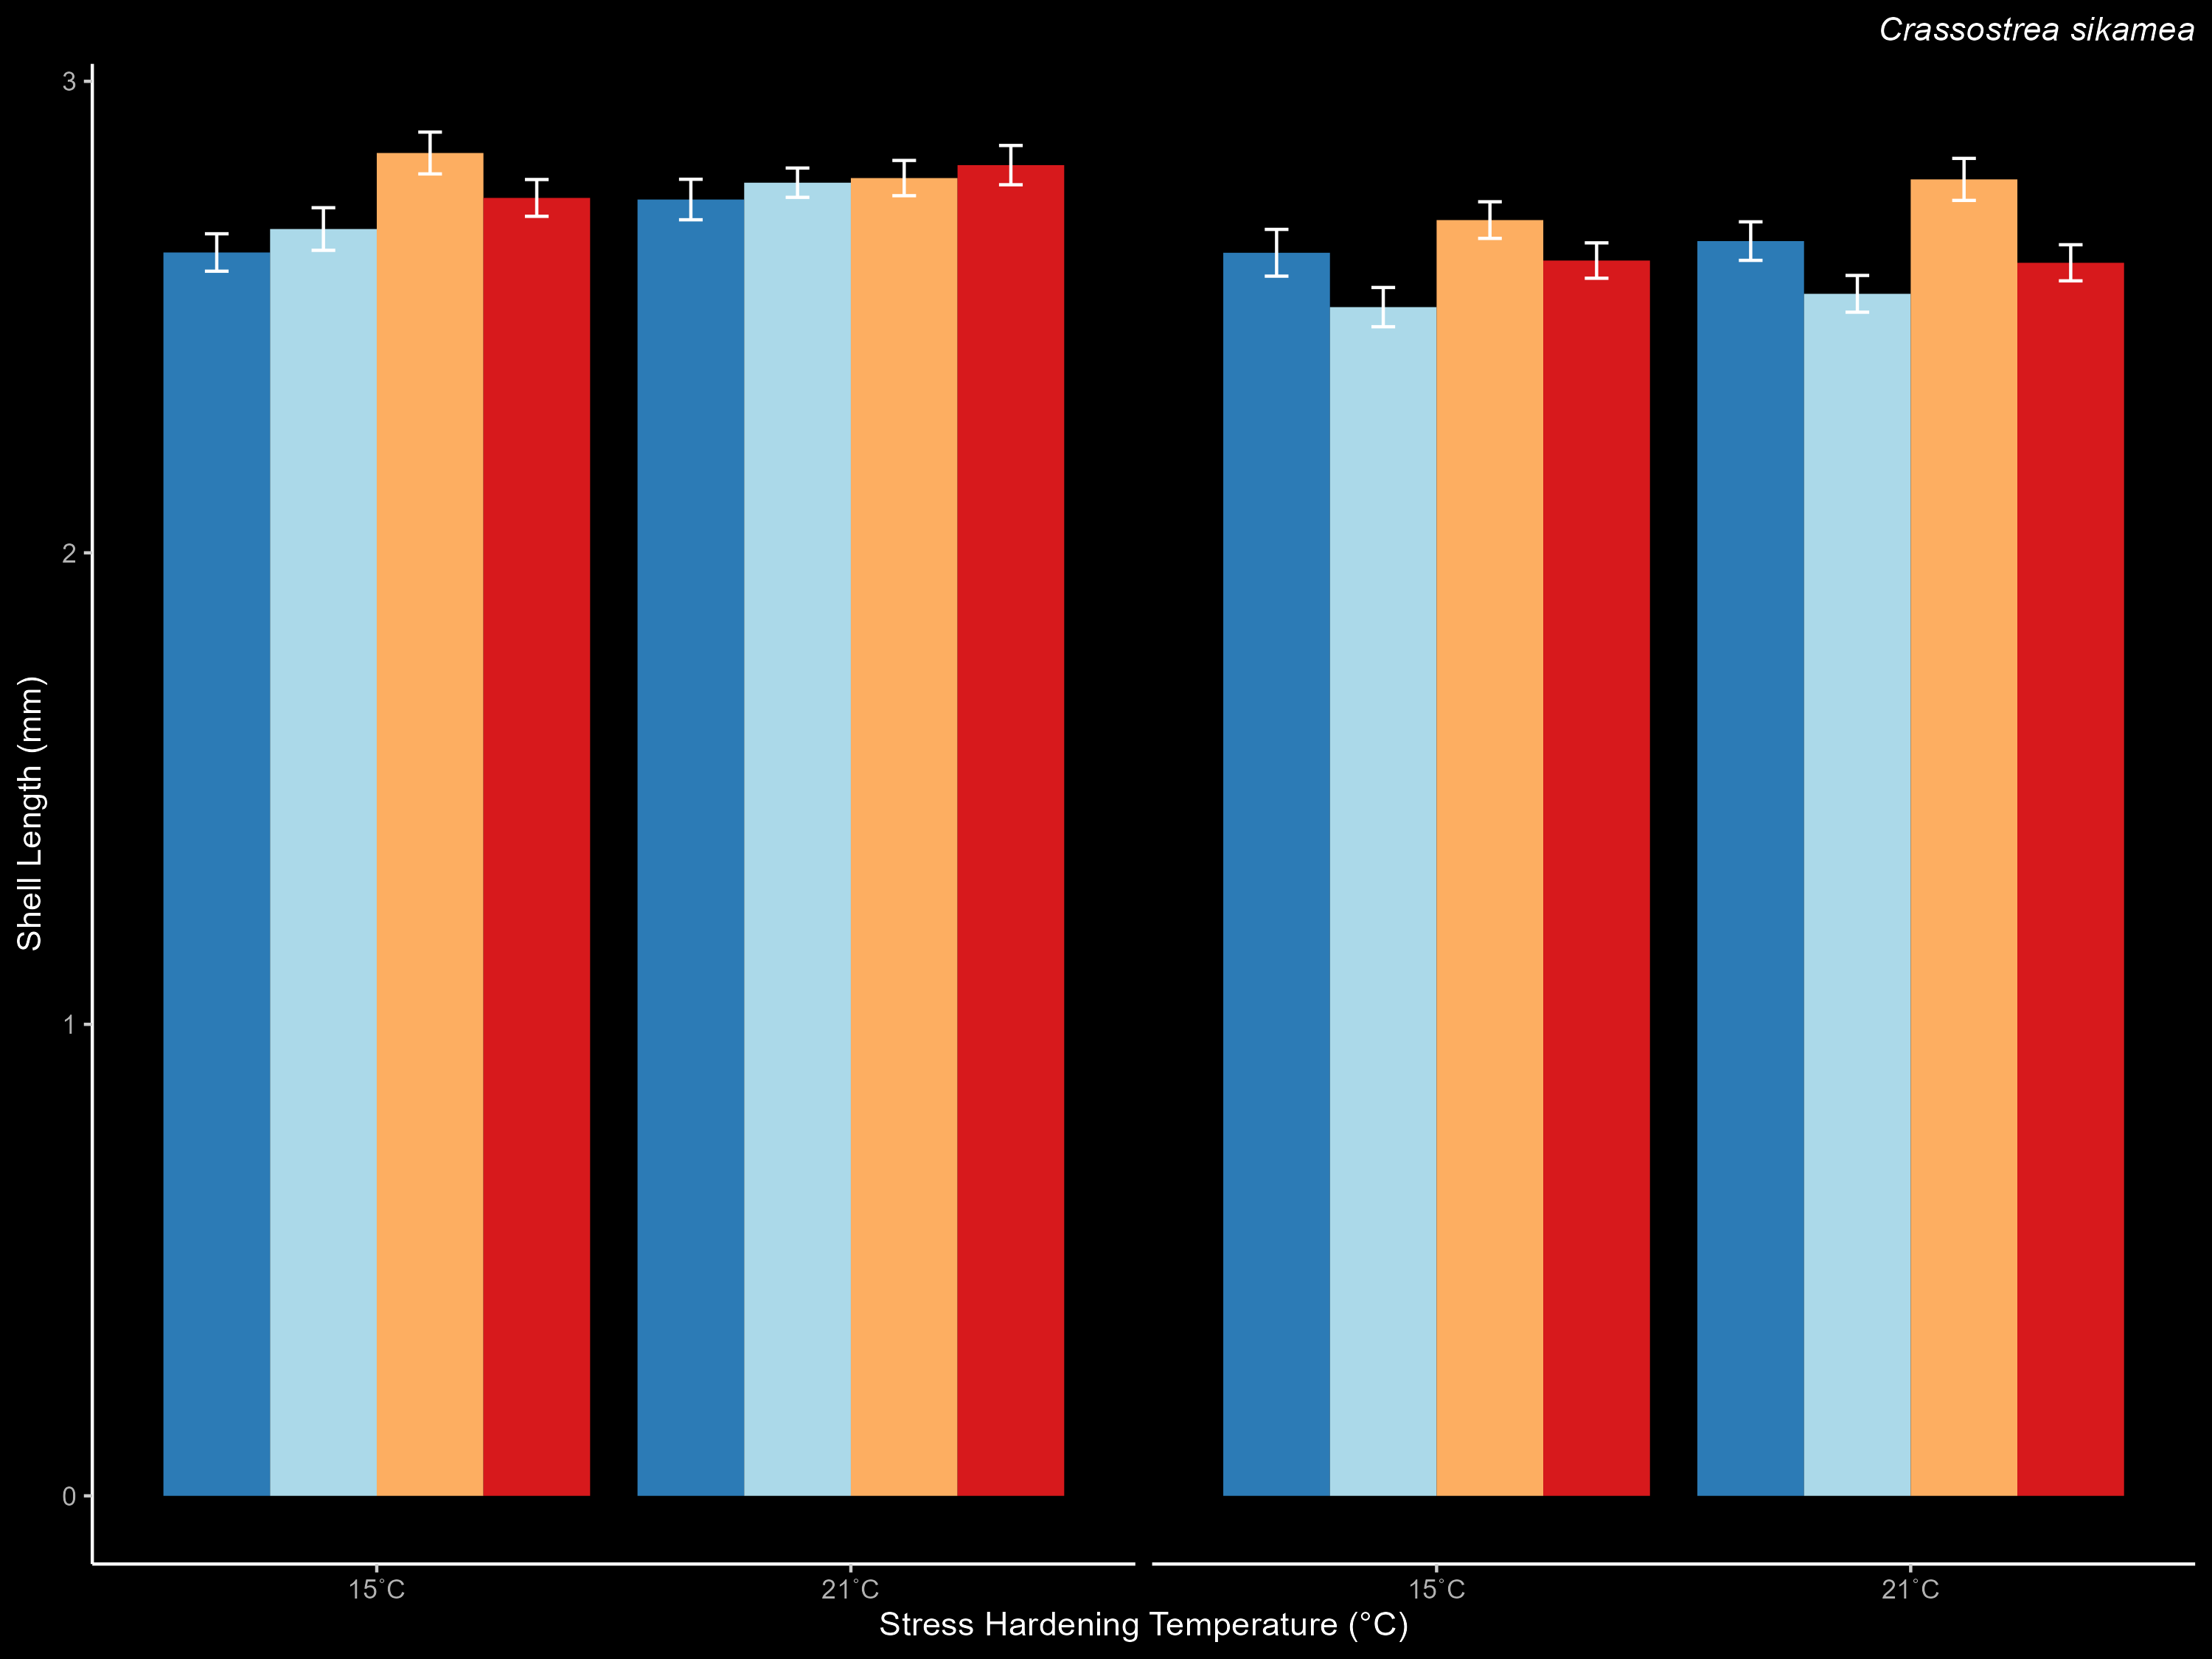 Crassostrea sikamea
3
2
1
0
Shell Length (mm)
15°C
21°C
15°C
21°C
Stress Hardening Temperature (°C)